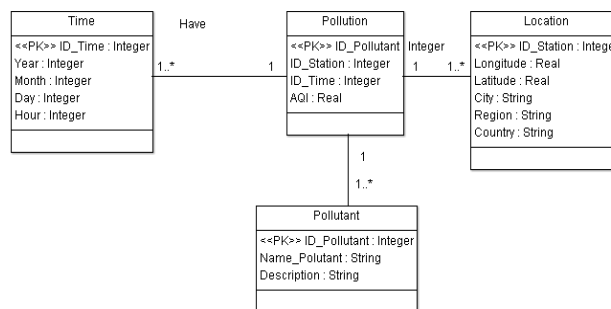 Time
<<PK>> ID_Time : Integer
Year : Integer
Month : Integer
Day : Integer
Hour : Integer
Have
1..*
1
Pollution
<<PK>> ID_Pollutant Integer
ID_Station : Integer
ID_Time : Integer
AQI : Real
1
1..*
Location
<<PK>> ID_Station : Integer
Longitude : Real
Latitude : Real
City : String
Region : String
Country : String
1
1..*
Pollutant
<<PK>> ID_Pollutant : Integer
Name_Polutant : String
Description : String